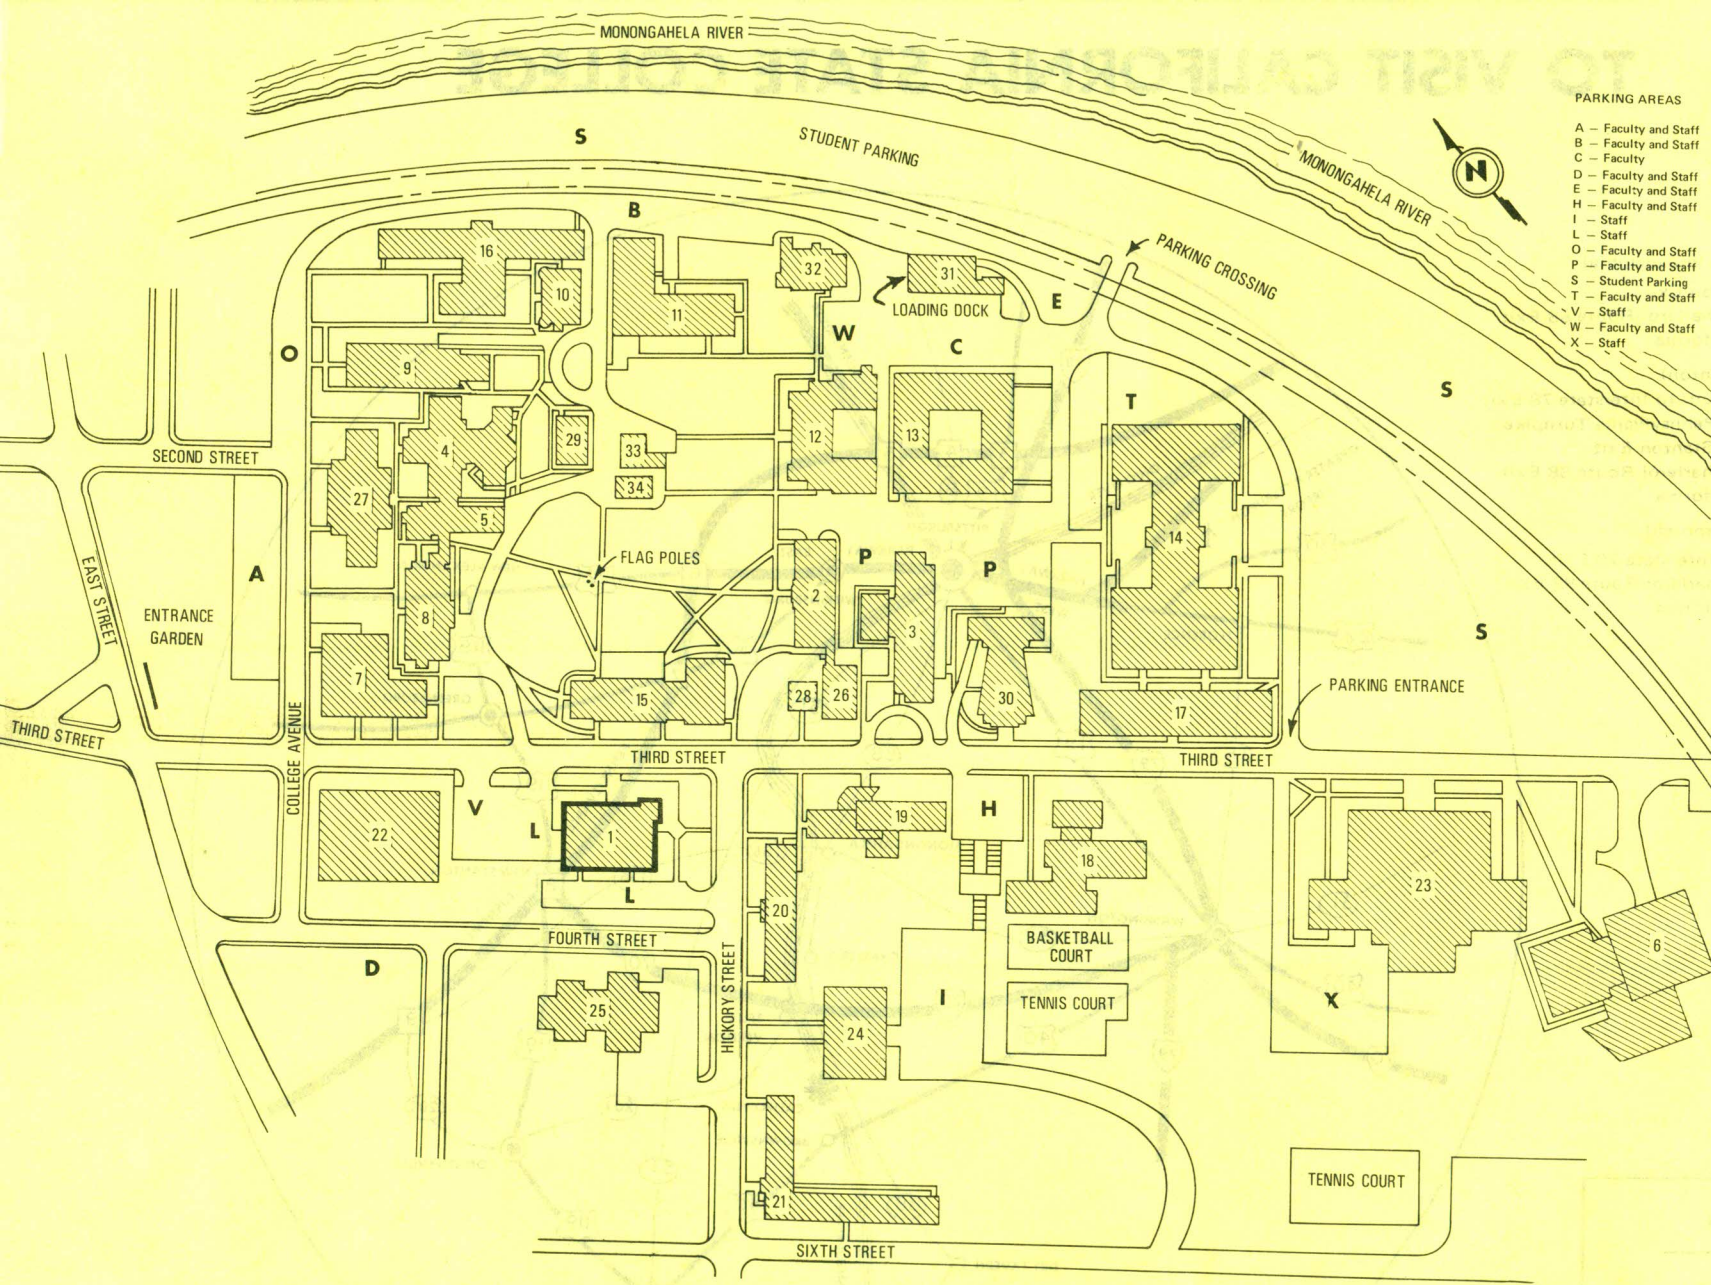 MONONGAHELA RIVER
TO VISIT CALIFORNIA STATE COLLEGE
PARKING AREAS
A – Faculty and Staff
B – Faculty and Staff
C – Faculty
D – Faculty and Staff
E – Faculty and Staff
H – Faculty and Staff
I – Staff
L – Staff
O – Faculty and Staff
P – Faculty and Staff
S – Student Parking
T – Faculty and Staff
V – Staff
W – Faculty and Staff
X – Staff
N
MONONGAHELA RIVER
S
STUDENT PARKING
B
PARKING CROSSING
16
32
31
10
LOADING DOCK
E
11
W
C
O
9
S
T
29
12
13
4
33
SECOND STREET
34
27
5
14
FLAG POLES
P
P
A
EAST STREET
ENTRANCE
GARDEN
2
8
3
S
7
PARKING ENTRANCE
15
28
26
30
17
THIRD STREET
COLLEGE AVENUE
THIRD STREET
THIRD STREET
V
L
1
22
19
H
18
23
L
20
FOURTH STREET
BASKETBALL
COURT
6
D
HICKORY STREET
I
TENNIS COURT
X
25
24
TENNIS COURT
21
SIXTH STREET